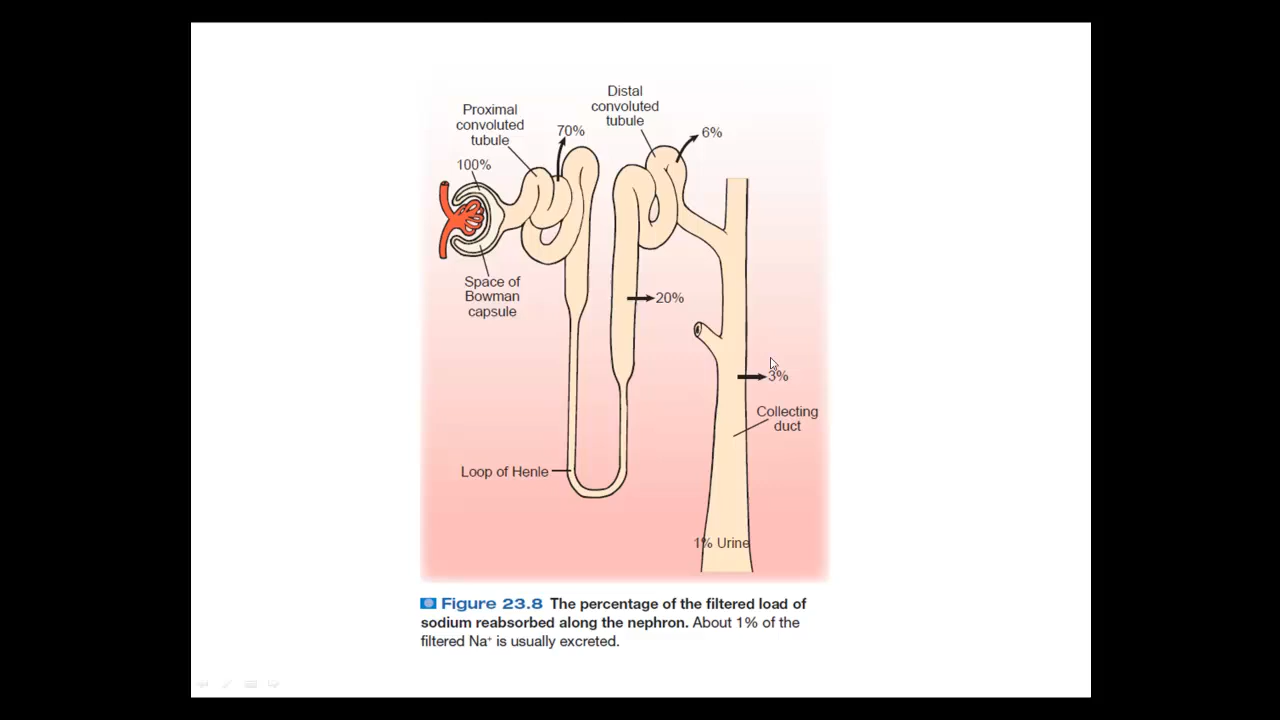 Distal
convoluted
tubule
Proximal
convoluted
tubule
70%
6%
100%
Space of
Bowman
capsule
20%
3%
Collecting
duct
Loop of Henle
1% Urine
Figure 23.8 The percentage of the filtered load of
sodium reabsorbed along the nephron. About 1% of the
filtered Na⁺ is usually excreted.